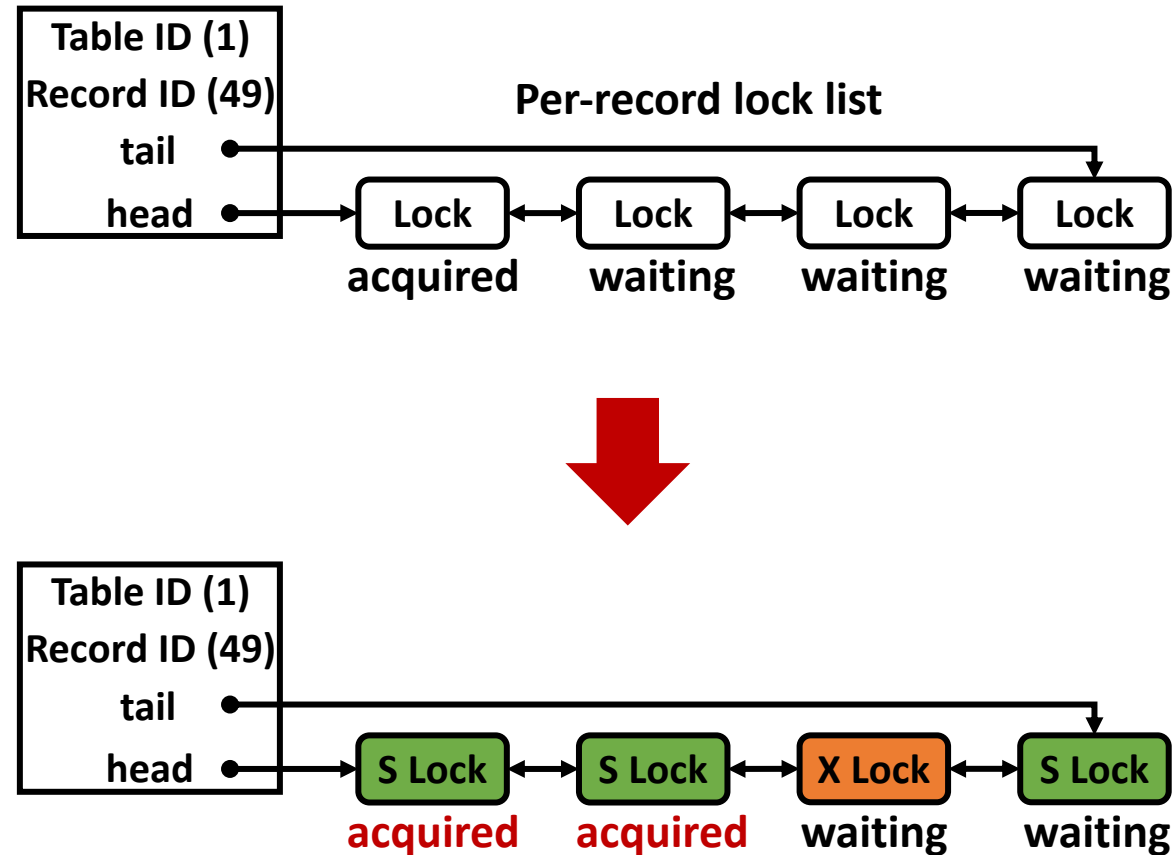 Table ID (1)
Record ID (49)
Per-record lock list
tail
head
Lock Lock Lock Lock
acquired waiting waiting waiting
Table ID (1)
Record ID (49)
tail
head
S Lock S Lock X Lock S Lock
acquired acquired waiting waiting